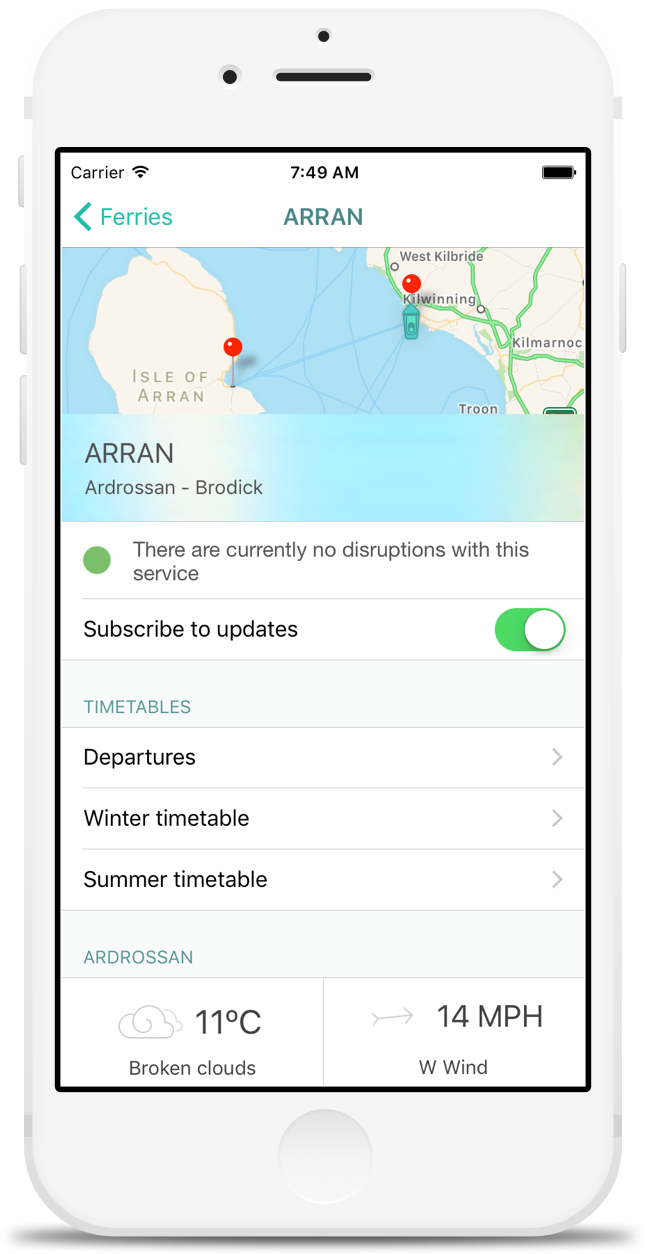 Carrier 7:49 AM
Ferries ARRAN
West Kilbride
Kilwinning
Kilmarnoc
ISLE OF
ARRAN
Troon
ARRAN
Ardrossan - Brodick
There are currently no disruptions with this
service
Subscribe to updates
TIMETABLES
Departures
Winter timetable
Summer timetable
ARDROSSAN
11°C 14 MPH
Broken clouds W Wind